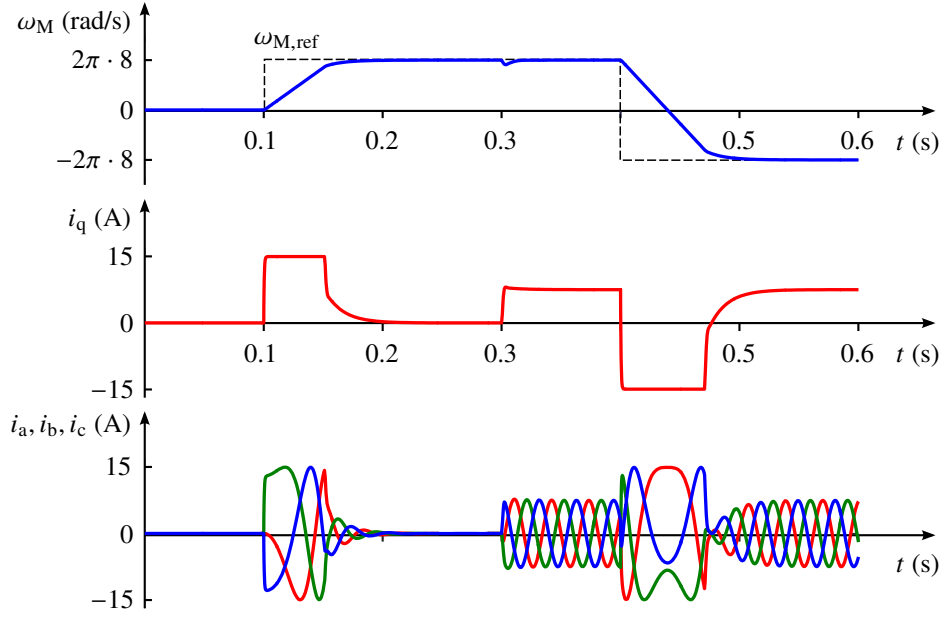 ω_M (rad/s)
ω_M,ref
2π · 8
0
−2π · 8
0.1 0.2 0.3 0.5 0.6
t (s)
i_q (A)
15
0
−15
0.1 0.2 0.3 0.5 0.6
t (s)
i_a, i_b, i_c (A)
15
0
−15
t (s)